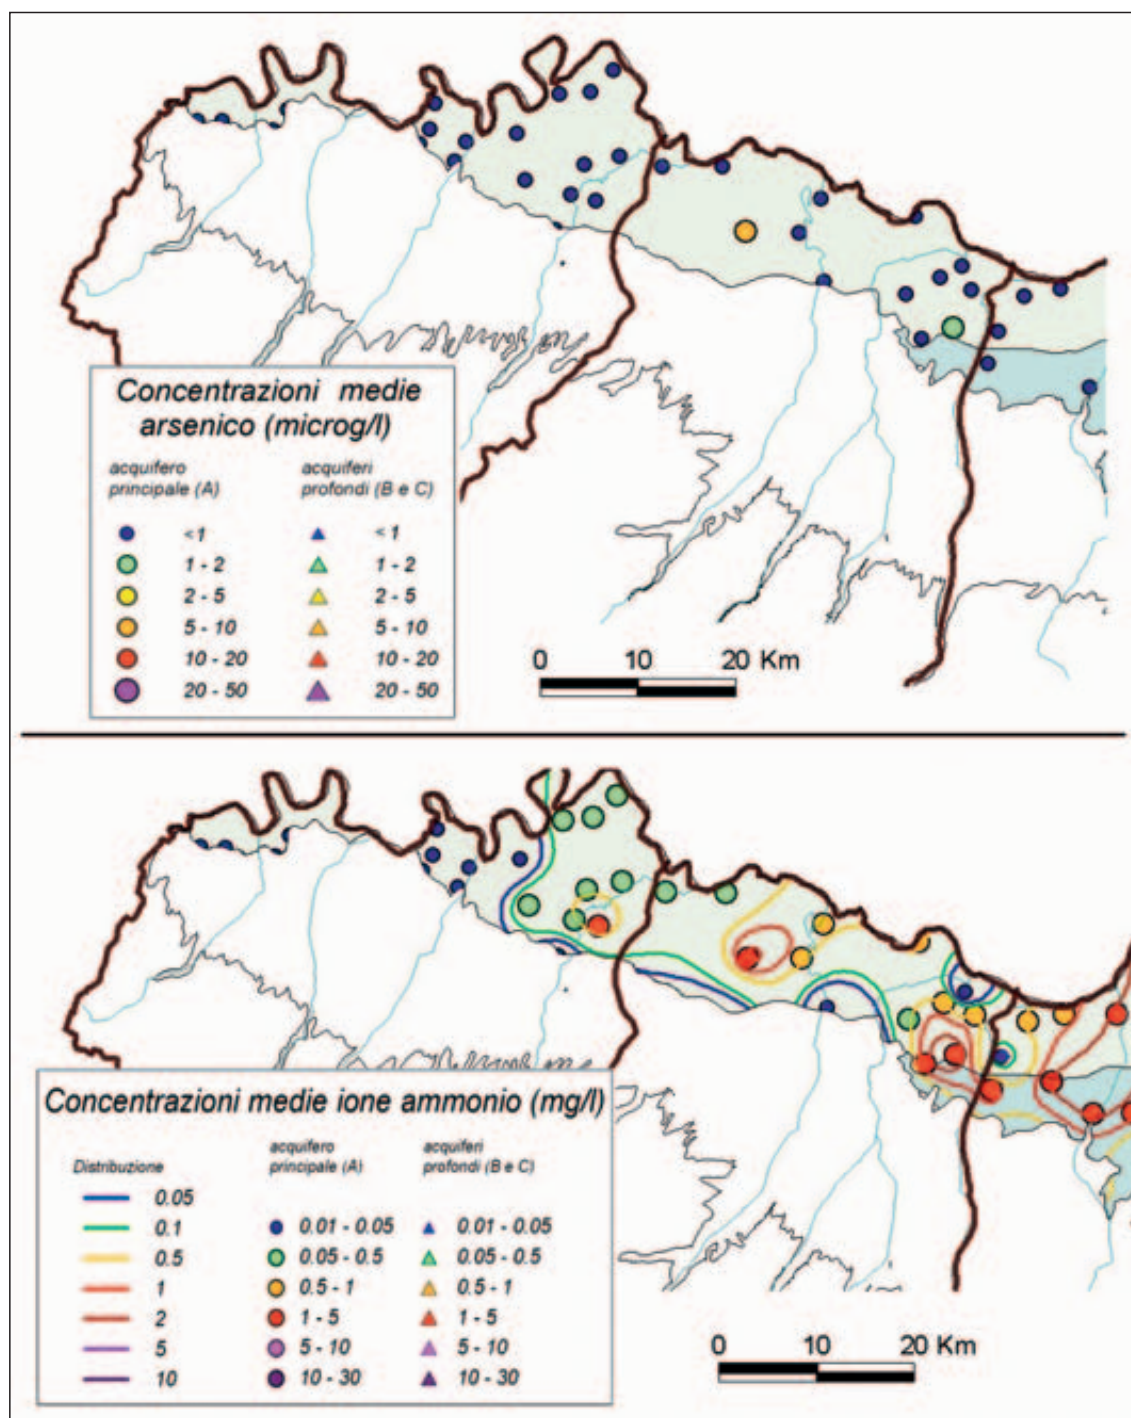 Concentrazioni medie
arsenico (microg/l)
acquifero principale (A)
acquiferi profondi (B e C)
<1 <1
1 - 2 1 - 2
2 - 5 2 - 5
5 - 10 5 - 10
10 - 20 10 - 20
20 - 50 20 - 50
0 10 20 Km
Concentrazioni medie ione ammonio (mg/l)
Distribuzione
acquifero principale (A)
acquiferi profondi (B e C)
0.05
0.1 0.01 - 0.05 0.01 - 0.05
0.5 0.05 - 0.5 0.05 - 0.5
1 0.5 - 1 0.5 - 1
2 1 - 5 1 - 5
5 5 - 10 5 - 10
10 10 - 30 10 - 30
0 10 20 Km